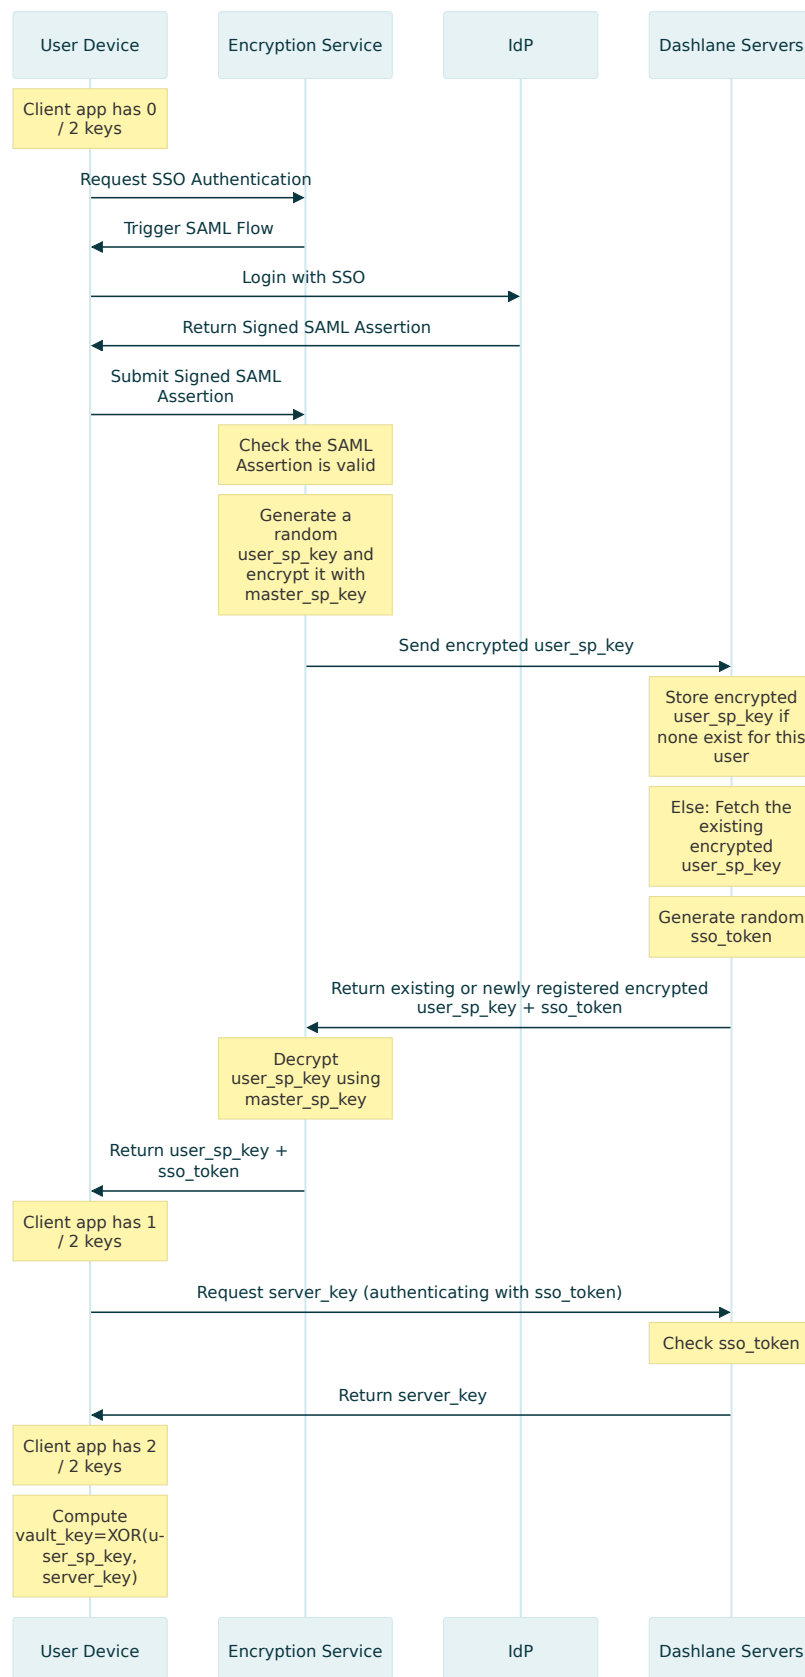 User Device
Encryption Service
IdP
Dashlane Servers
Client app has 0
/ 2 keys
Request SSO Authentication
Trigger SAML Flow
Login with SSO
Return Signed SAML Assertion
Submit Signed SAML
Assertion
Check the SAML
Assertion is valid
Generate a
random
user_sp_key and
encrypt it with
master_sp_key
Send encrypted user_sp_key
Store encrypted
user_sp_key if
none exist for this
user
Else: Fetch the
existing
encrypted
user_sp_key
Generate random
sso_token
Return existing or newly registered encrypted
user_sp_key + sso_token
Decrypt
user_sp_key using
master_sp_key
Return user_sp_key +
sso_token
Client app has 1
/ 2 keys
Request server_key (authenticating with sso_token)
Check sso_token
Return server_key
Client app has 2
/ 2 keys
Compute
vault_key=XOR(u-
ser_sp_key,
server_key)
User Device
Encryption Service
IdP
Dashlane Servers